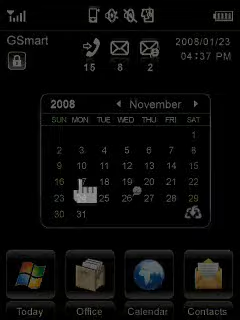 GSmart
2008/01/23
04:37 PM
15 8 2
2008 November
SUN MON TUE WED THU FRI SAT
1
2 3 4 5 6 7 8
9 10 11 12 13 14 15
16 17 18 19 20 21 22
23 25 26 27 28 29
30 31
Today Office Calendar Contacts